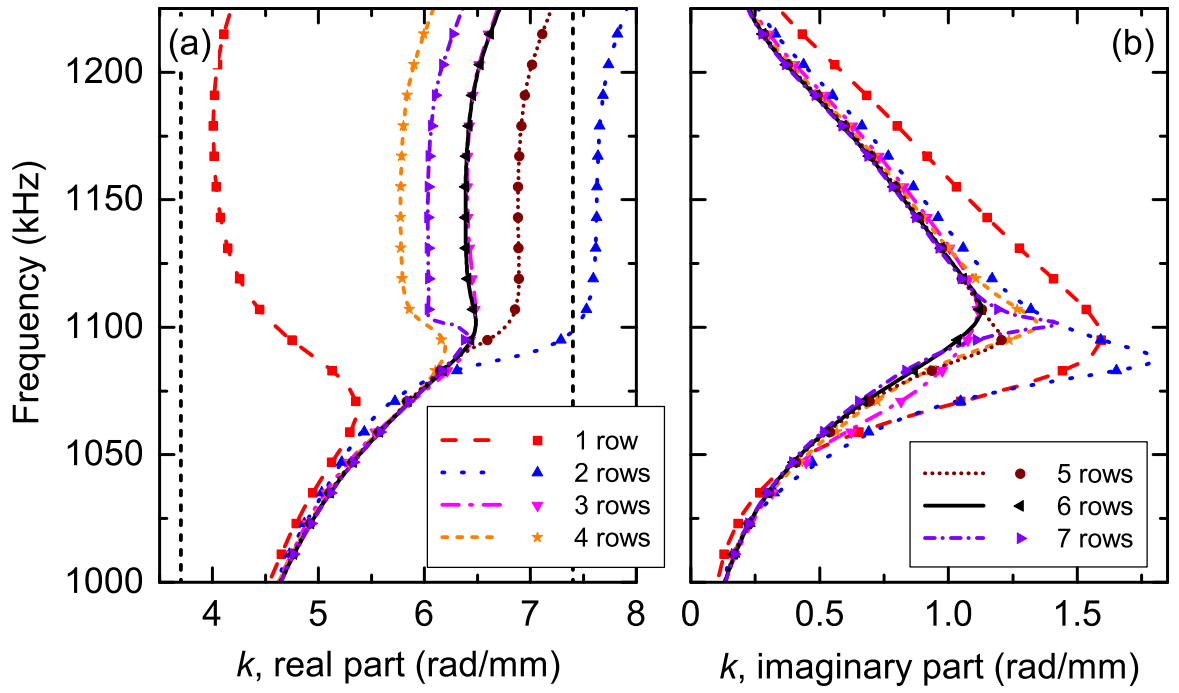 (a)
(b)
Frequency (kHz)
1200
1150
1100
1050
1000
1 row
2 rows
3 rows
4 rows
5 rows
6 rows
7 rows
4 5 6 7 8
0 0.5 1.0 1.5
k, real part (rad/mm)
k, imaginary part (rad/mm)